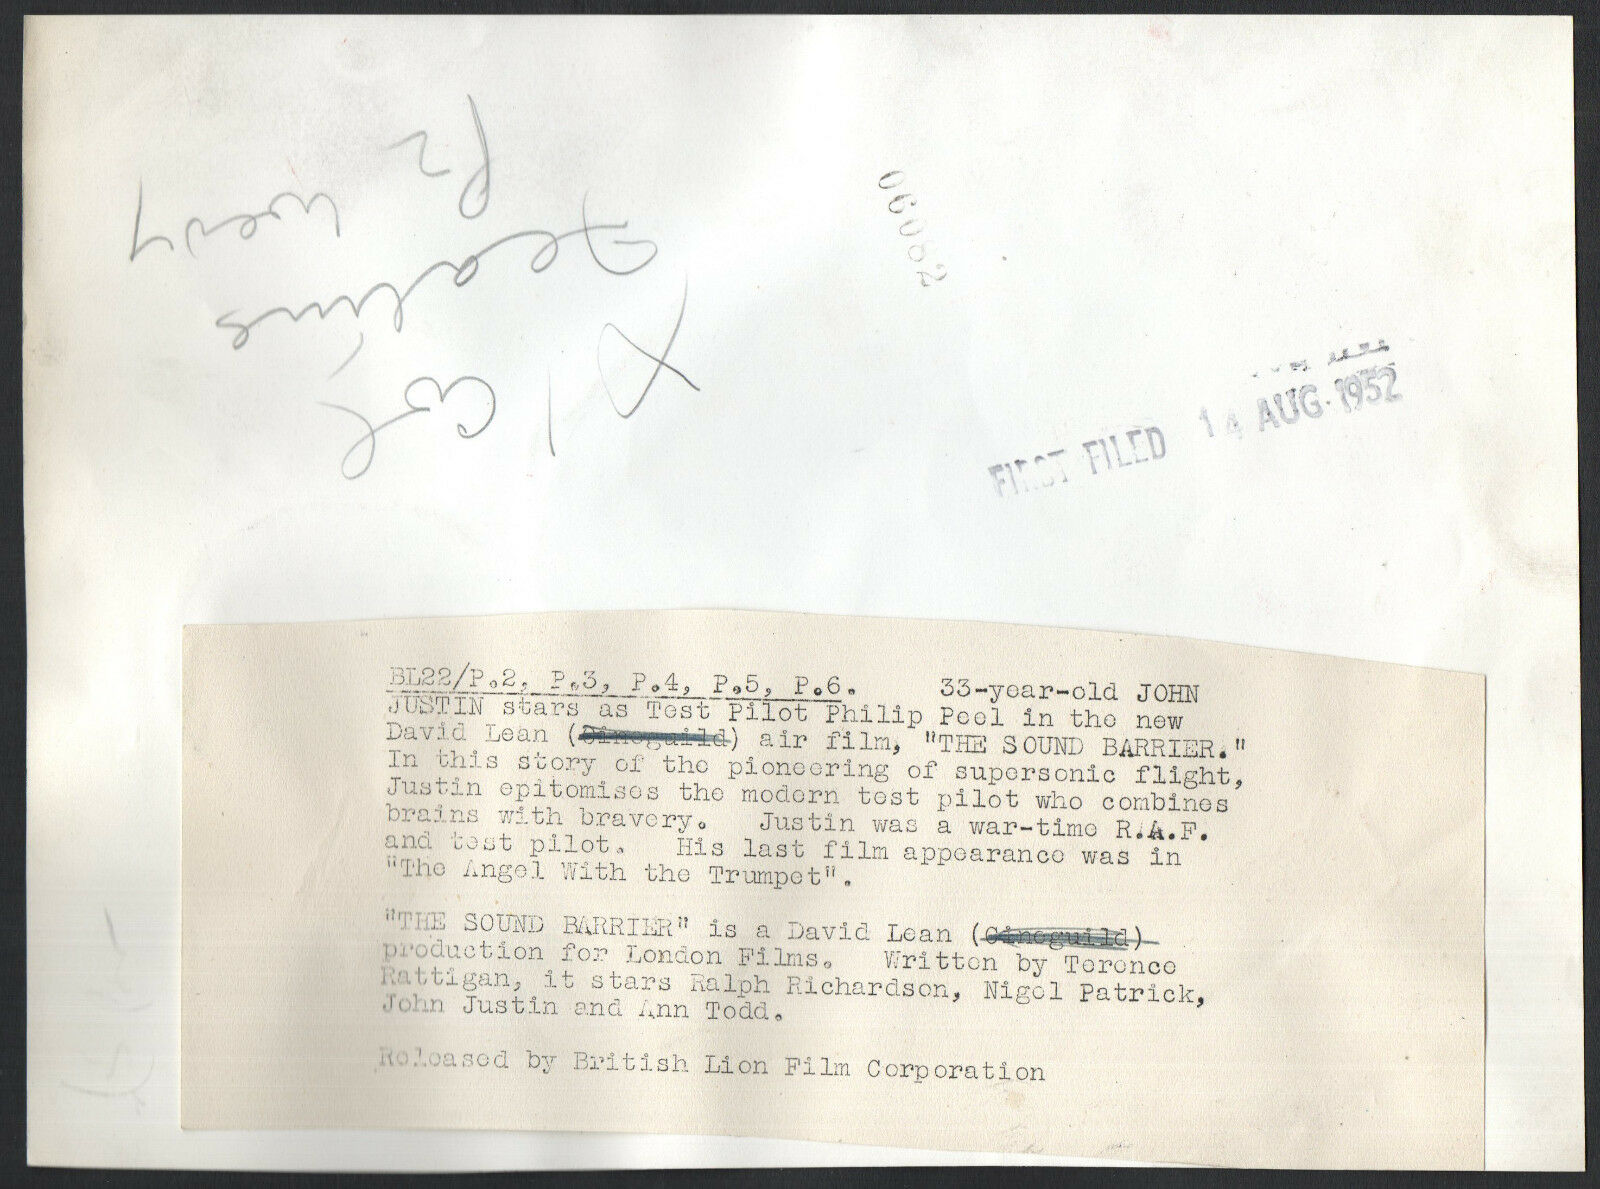 P2
Weds
Features
06082
FIRST FILED 14 AUG. 1952
BL22/P.2, P.3, P.4, P.5, P.6. 33-year-old JOHN
JUSTIN stars as Test Pilot Philip Peel in the new
David Lean (Cineguild) air film, "THE SOUND BARRIER."
In this story of the pioneering of supersonic flight,
Justin epitomises the modern test pilot who combines
brains with bravery. Justin was a war-time R.A.F.
and test pilot. His last film appearance was in
"The Angel With the Trumpet".
"THE SOUND BARRIER" is a David Lean (Cineguild)
production for London Films. Written by Terence
Rattigan, it stars Ralph Richardson, Nigel Patrick,
John Justin and Ann Todd.
Released by British Lion Film Corporation